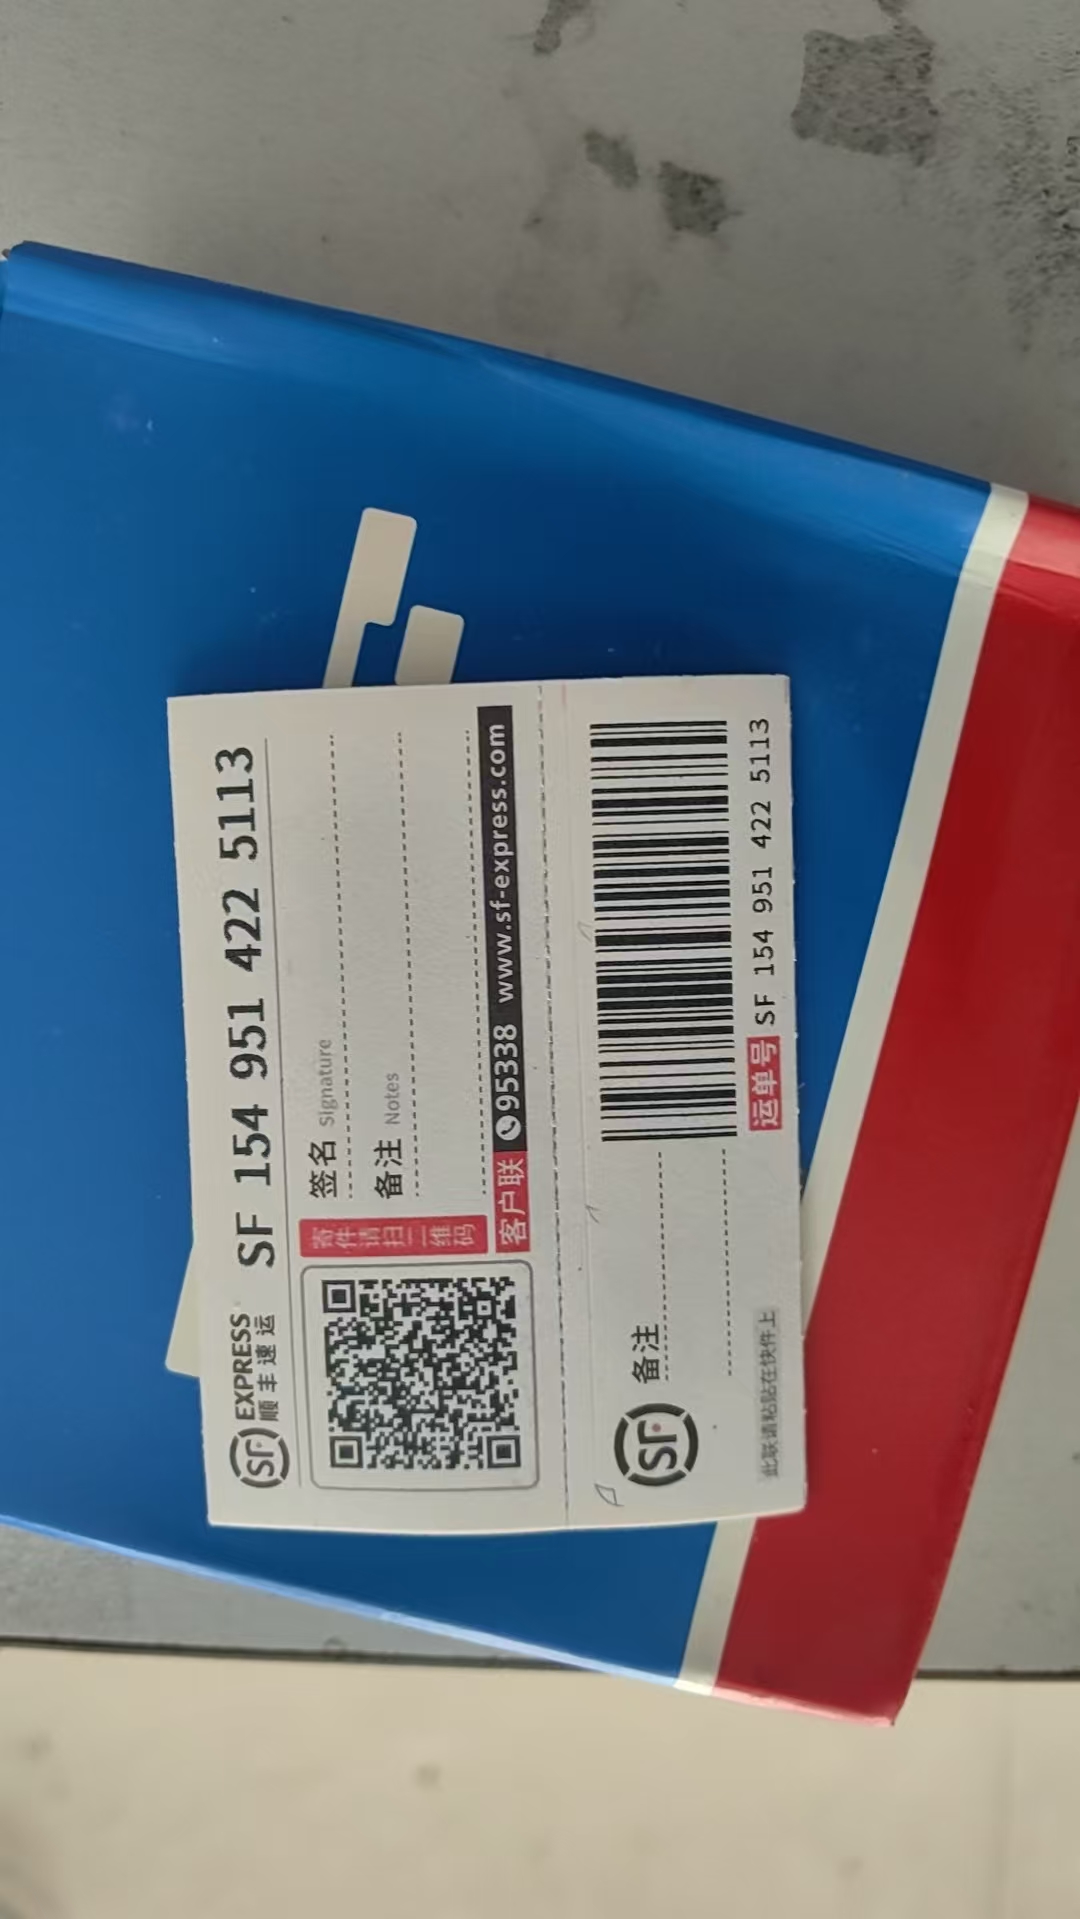 SF EXPRESS
顺丰速运
SF 154 951 422 5113
寄件请扫二维码
签名 Signature
备注 Notes
客户联 95338 www.sf-express.com
SF
备注
运单号 SF 154 951 422 5113
此联请粘贴在快件上